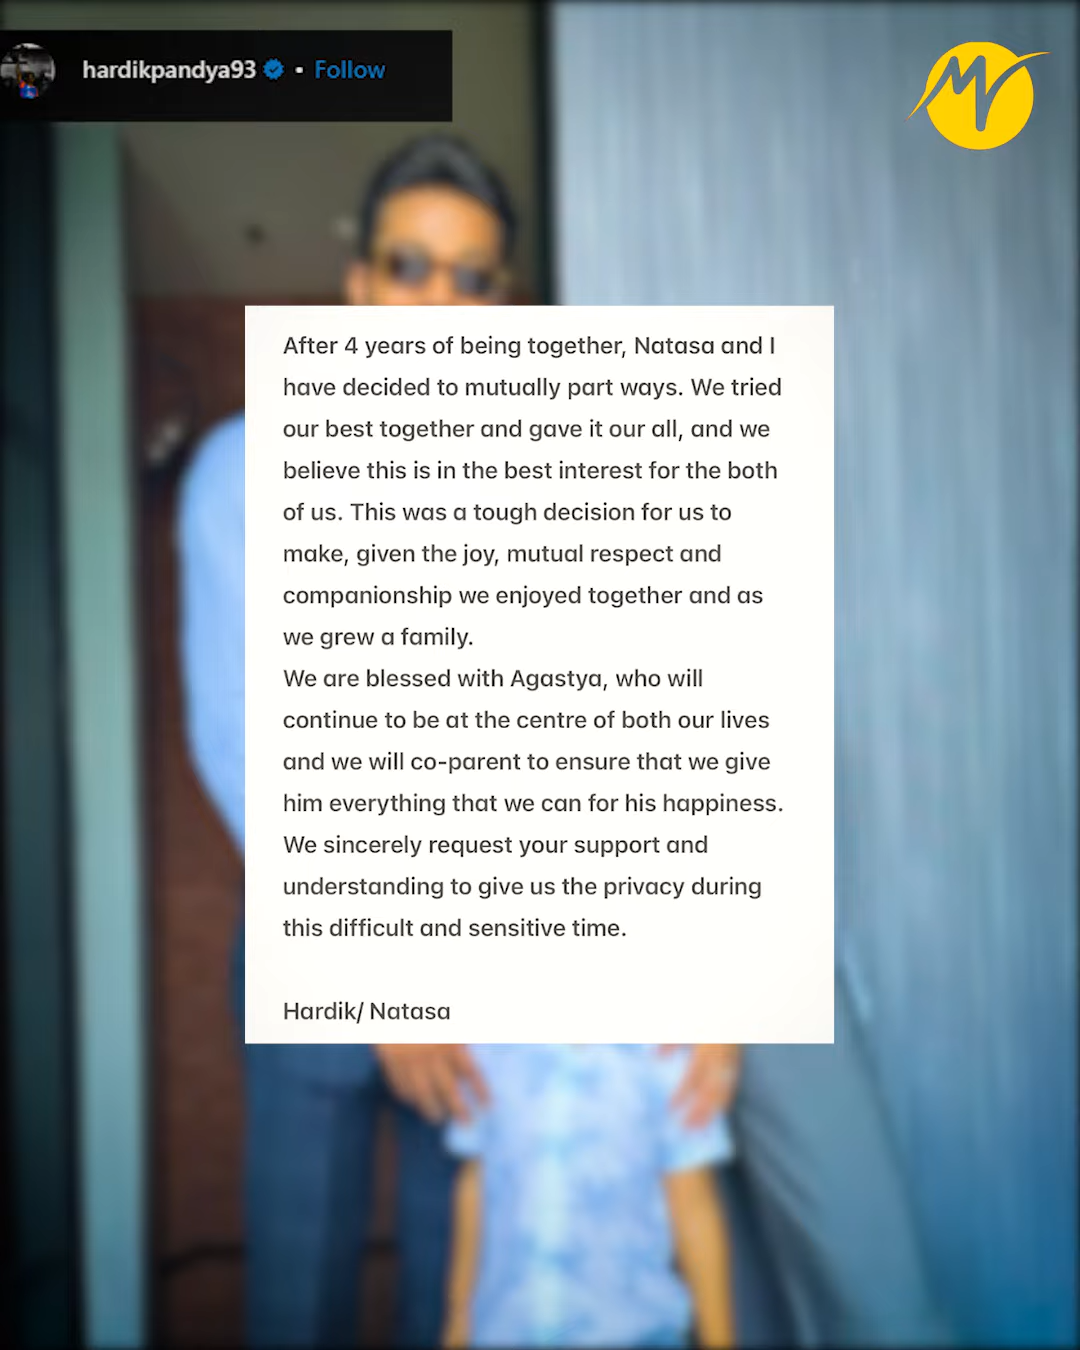 hardikpandya93 • Follow
After 4 years of being together, Natasa and I
have decided to mutually part ways. We tried
our best together and gave it our all, and we
believe this is in the best interest for the both
of us. This was a tough decision for us to
make, given the joy, mutual respect and
companionship we enjoyed together and as
we grew a family.
We are blessed with Agastya, who will
continue to be at the centre of both our lives
and we will co-parent to ensure that we give
him everything that we can for his happiness.
We sincerely request your support and
understanding to give us the privacy during
this difficult and sensitive time.
Hardik/ Natasa